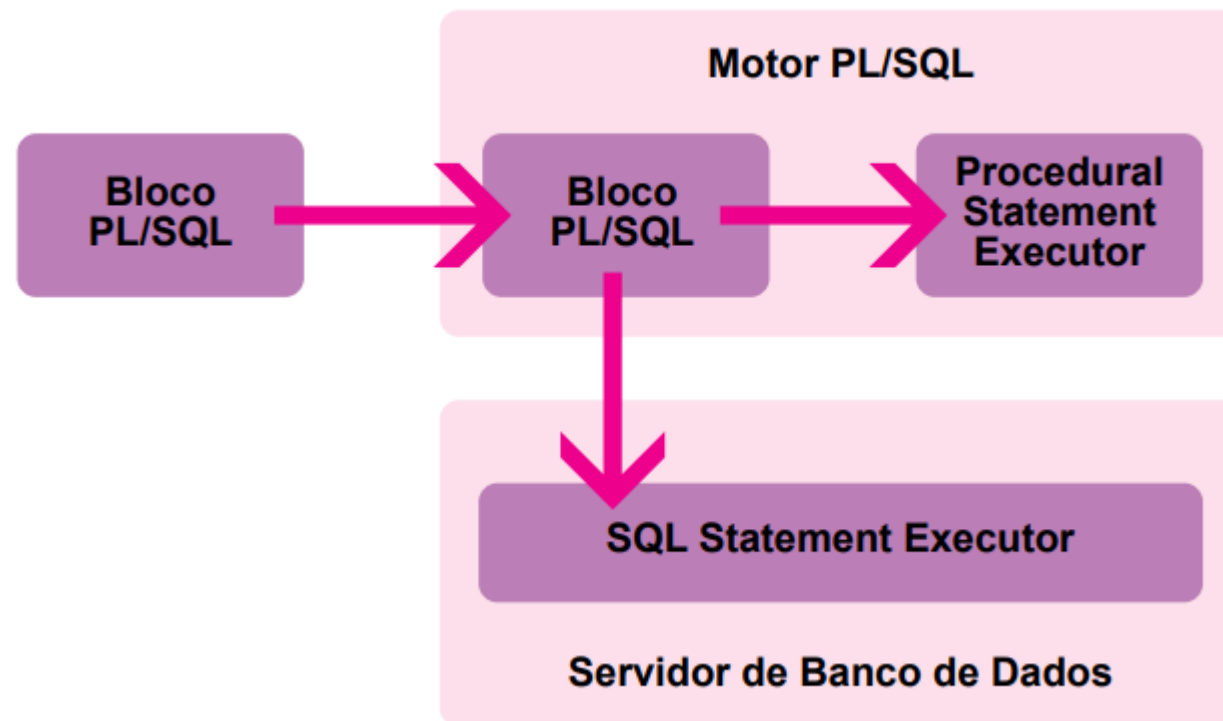 Motor PL/SQL
Bloco
PL/SQL
Bloco
PL/SQL
Procedural
Statement
Executor
SQL Statement Executor
Servidor de Banco de Dados